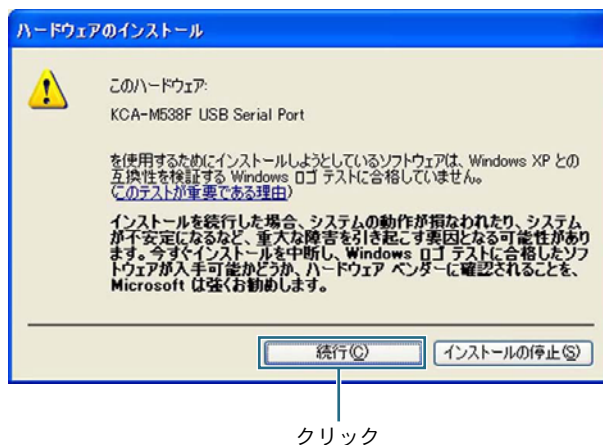 ハードウェアのインストール
このハードウェア:
KCA-M538F USB Serial Port
を使用するためにインストールしようとしているソフトウェアは、Windows XP との
互換性を検証する Windows ロゴ テストに合格していません。
(このテストが重要である理由)
インストールを続行した場合、システムの動作が損なわれたり、システム
が不安定になるなど、重大な障害を引き起こす要因となる可能性があり
ます。今すぐインストールを中断し、Windows ロゴ テストに合格したソフ
トウェアが入手可能かどうか、ハードウェア ベンダーに確認されることを、
Microsoft は強くお勧めします。
続行(C)
インストールの停止(S)
クリック